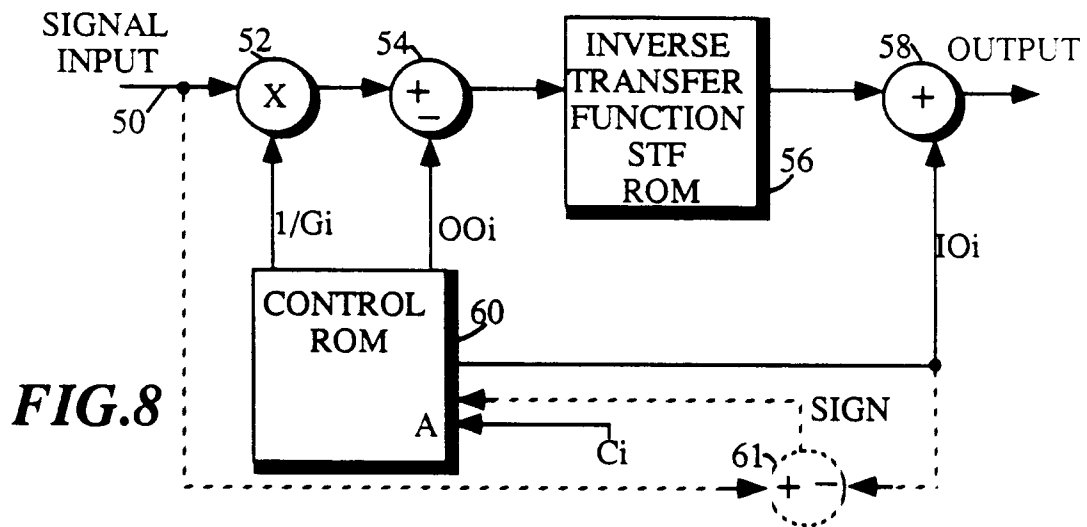 SIGNAL
INPUT
50
52
X
54
+
−
INVERSE
TRANSFER
FUNCTION
STF
ROM
56
58
+
OUTPUT
1/Gi
OOi
IOi
CONTROL
ROM
60
A
Ci
SIGN
61
+ −
FIG.8